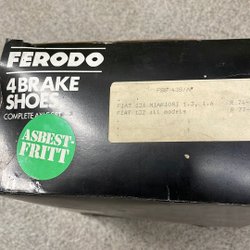 FERODO
4 BRAKE
SHOES
COMPLETE
ASBEST-
FRITT
FIAT 131 MIRAFIORI 1.3, 1.6
FIAT 132 all models